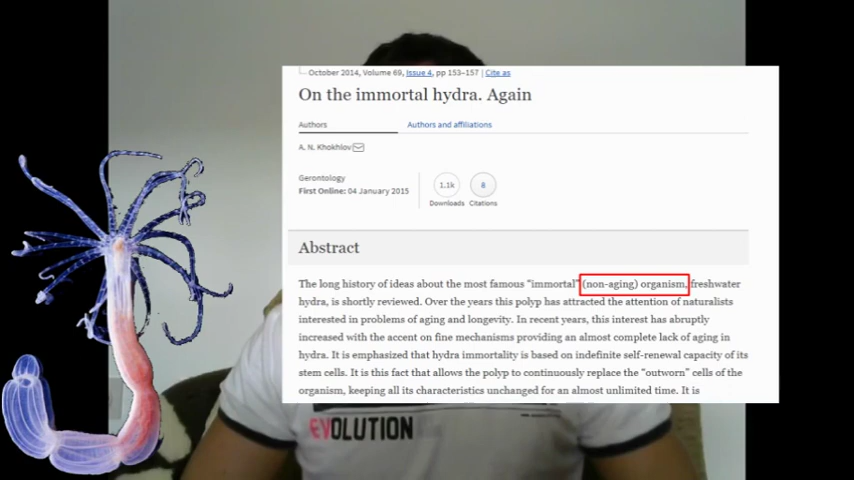 October 2014, Volume 69, Issue 4, pp 153–157 | Cite as
On the immortal hydra. Again
Authors
Authors and affiliations
A. N. Khokhlov
Gerontology
First Online: 04 January 2015
1.1k
8
Downloads
Citations
Abstract
The long history of ideas about the most famous “immortal” (non-aging) organism, freshwater
hydra, is shortly reviewed. Over the years this polyp has attracted the attention of naturalists
interested in problems of aging and longevity. In recent years, this interest has abruptly
increased with the accent on fine mechanisms providing an almost complete lack of aging in
hydra. It is emphasized that hydra immortality is based on indefinite self-renewal capacity of its
stem cells. It is this fact that allows the polyp to continuously replace the “outworn” cells of the
organism, keeping all its characteristics unchanged for an almost unlimited time. It is
EVOLUTION